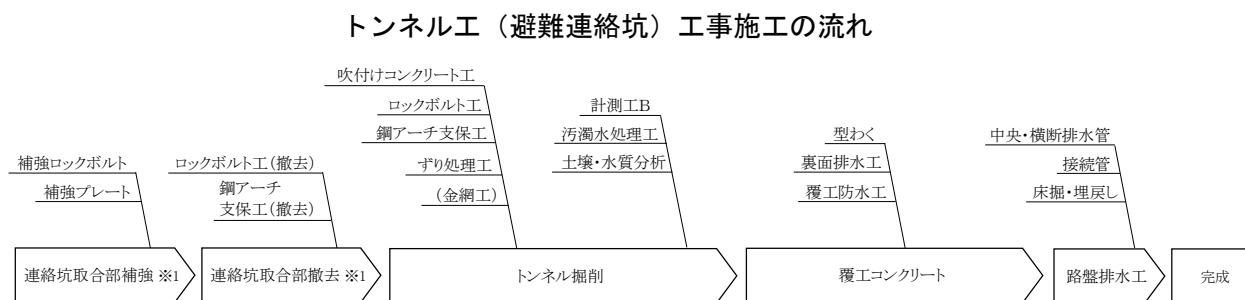 トンネル工（避難連絡坑）工事施工の流れ
吹付けコンクリート工
ロックボルト工
鋼アーチ支保工
ずり処理工
(金網工)
計測工B
汚濁水処理工
土壌・水質分析
補強ロックボルト
補強プレート
ロックボルト工(撤去)
鋼アーチ
支保工(撤去)
型わく
裏面排水工
覆工防水工
中央・横断排水管
接続管
床掘・埋戻し
連絡坑取合部補強 ※1
連絡坑取合部撤去 ※1
トンネル掘削
覆工コンクリート
路盤排水工
完成